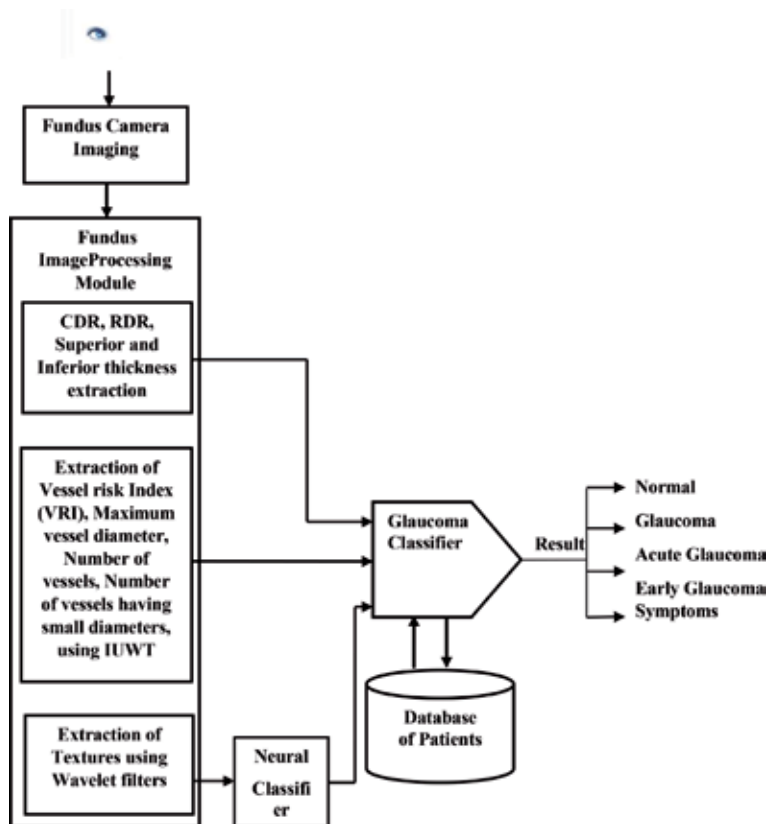 Fundus Camera
Imaging
Fundus
ImageProcessing
Module
CDR, RDR,
Superior and
Inferior thickness
extraction
Extraction of
Vessel risk Index
(VRI), Maximum
vessel diameter,
Number of
vessels, Number
of vessels having
small diameters,
using IUWT
Extraction of
Textures using
Wavelet filters
Neural
Classifi
er
Glaucoma
Classifier
Database
of Patients
Result
Normal
Glaucoma
Acute Glaucoma
Early Glaucoma
Symptoms